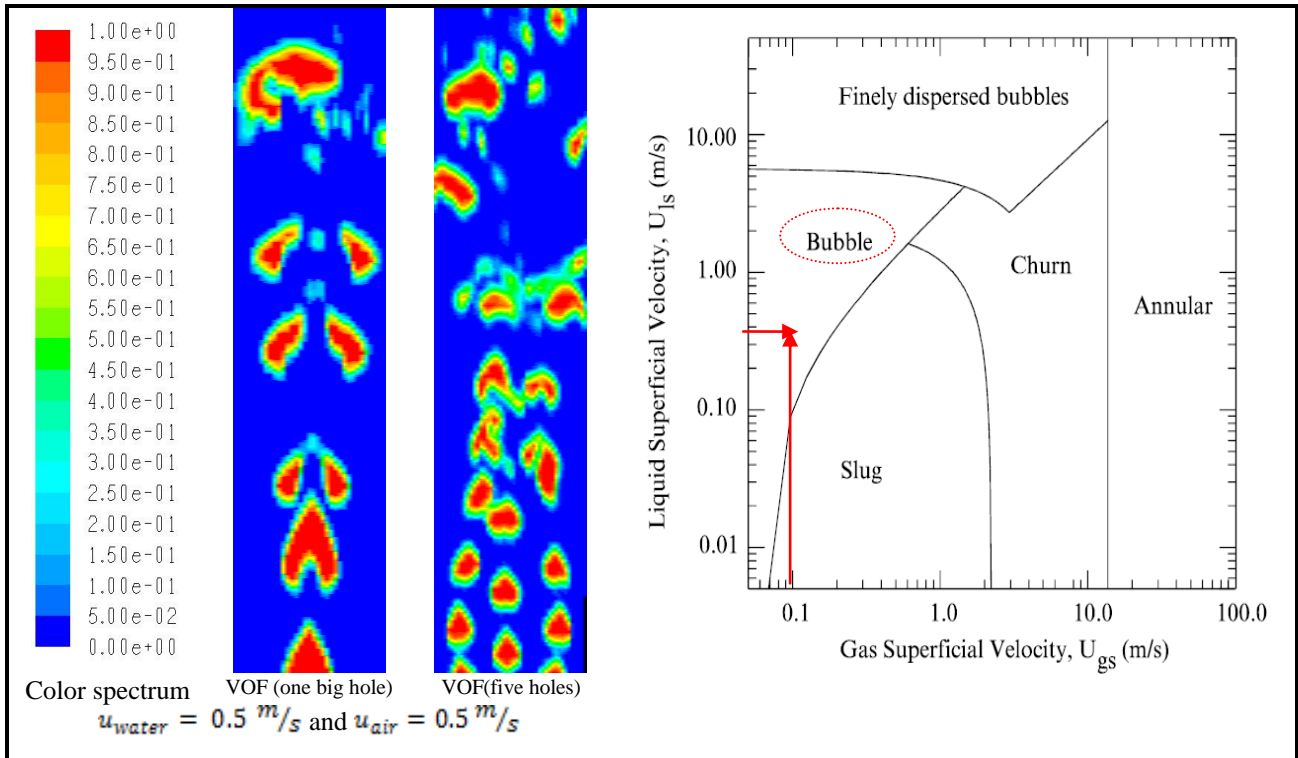 1.00e+00
9.50e-01
9.00e-01
8.50e-01
8.00e-01
7.50e-01
7.00e-01
6.50e-01
6.00e-01
5.50e-01
5.00e-01
4.50e-01
4.00e-01
3.50e-01
3.00e-01
2.50e-01
2.00e-01
1.50e-01
1.00e-01
5.00e-02
0.00e+00
Color spectrum
VOF (one big hole)
VOF(five holes)
u_water = 0.5 m/s and u_air = 0.5 m/s
Liquid Superficial Velocity, U_ls (m/s)
10.00
1.00
0.10
0.01
Finely dispersed bubbles
Bubble
Churn
Annular
Slug
0.1
1.0
10.0
100.0
Gas Superficial Velocity, U_gs (m/s)